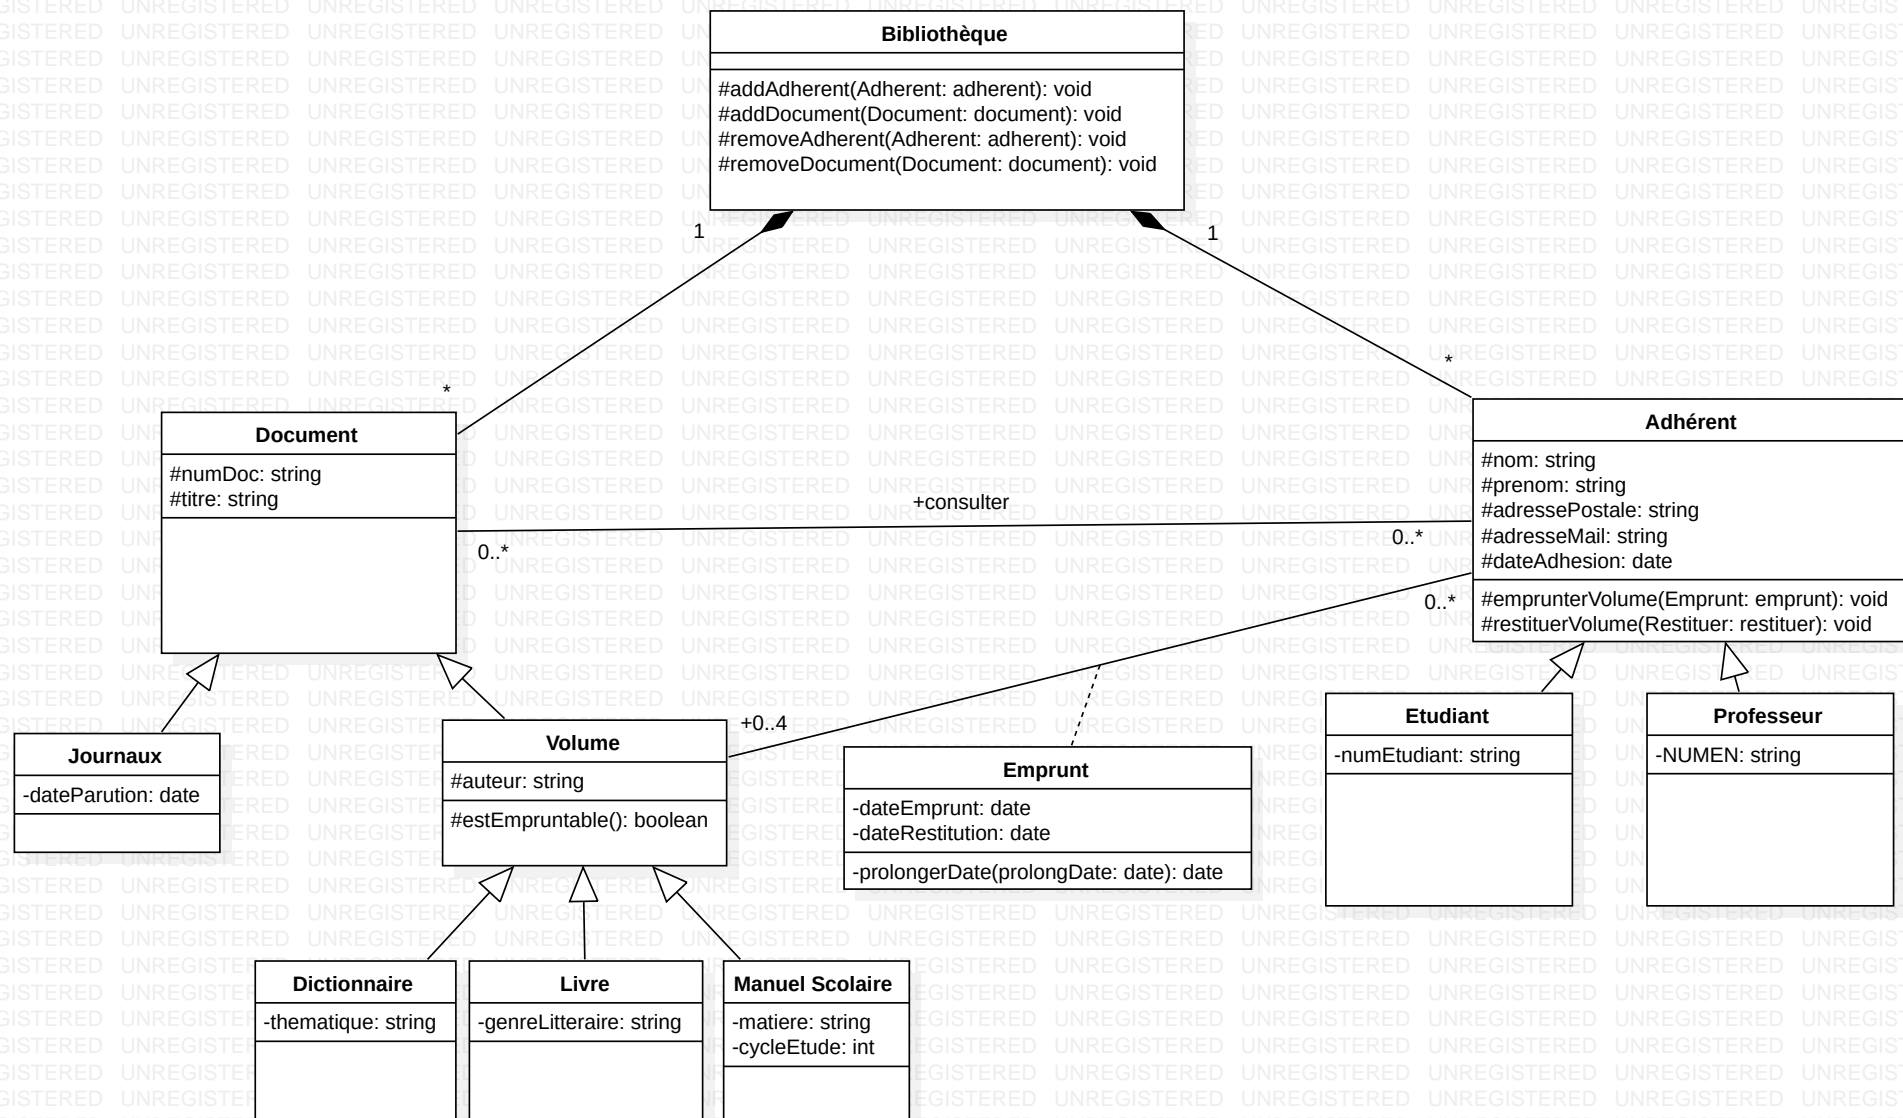 Bibliothèque
#addAdherent(Adherent: adherent): void
#addDocument(Document: document): void
#removeAdherent(Adherent: adherent): void
#removeDocument(Document: document): void
1
1
*
*
Document
#numDoc: string
#titre: string
Adhérent
#nom: string
#prenom: string
#adressePostale: string
#adresseMail: string
#dateAdhesion: date
#emprunterVolume(Emprunt: emprunt): void
#restituerVolume(Restituer: restituer): void
+consulter
0..*
0..*
0..*
+0..4
Journaux
-dateParution: date
Volume
#auteur: string
#estEmpruntable(): boolean
Emprunt
-dateEmprunt: date
-dateRestitution: date
-prolongerDate(prolongDate: date): date
Etudiant
-numEtudiant: string
Professeur
-NUMEN: string
Dictionnaire
-thematique: string
Livre
-genreLitteraire: string
Manuel Scolaire
-matiere: string
-cycleEtude: int
UNREGISTERED